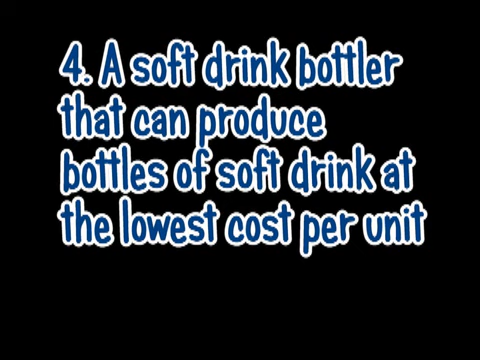 4. A soft drink bottler
that can produce
bottles of soft drink at
the lowest cost per unit